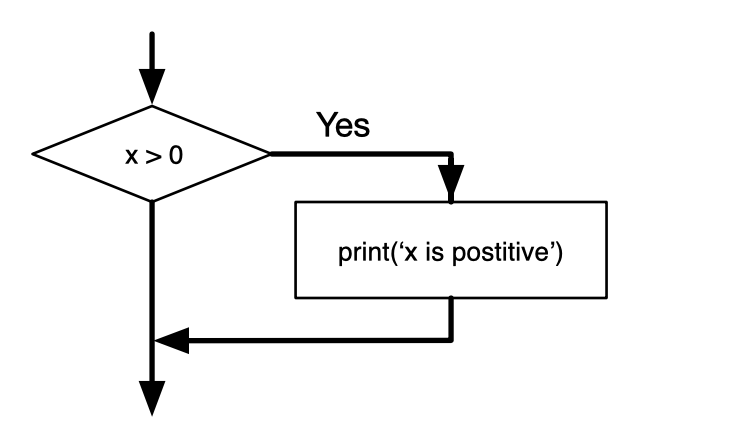 Yes
x > 0
print(‘x is postitive’)